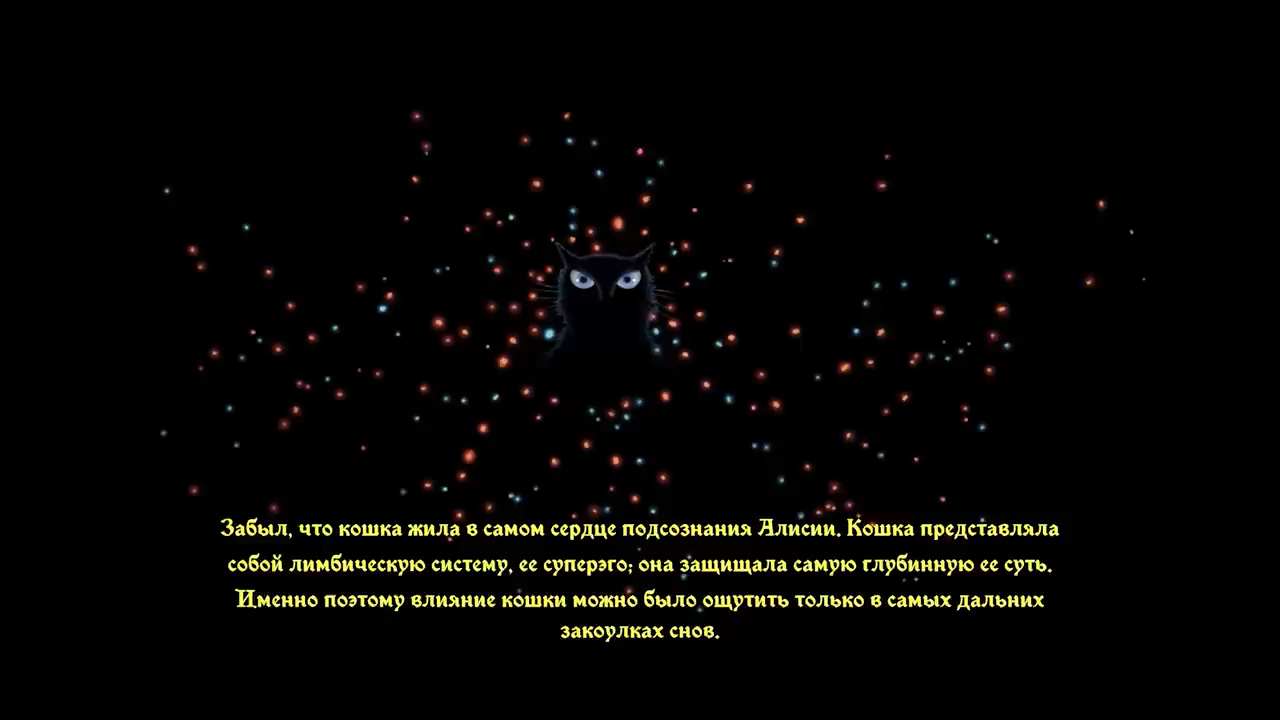 Забыл, что кошка жила в самом сердце подсознания Алисии. Кошка представляла
собой лимбическую систему, ее суперэго; она защищала самую глубинную ее суть.
Именно поэтому влияние кошки можно было ощутить только в самых дальних
закоулках снов.